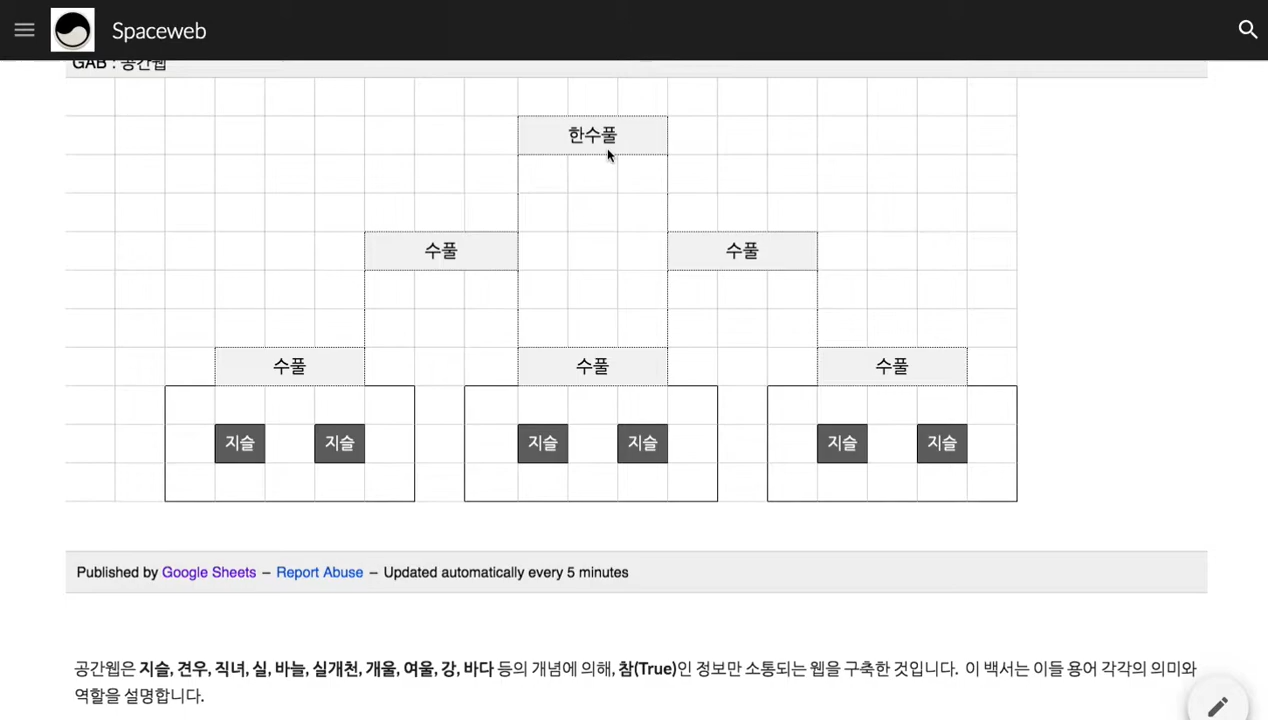 Spaceweb
GAB : 공간웹
한수풀
수풀 수풀
수풀 수풀 수풀
지슬 지슬 지슬 지슬 지슬 지슬
Published by Google Sheets – Report Abuse – Updated automatically every 5 minutes
공간웹은 지슬, 견우, 직녀, 실, 바늘, 실개천, 개울, 여울, 강, 바다 등의 개념에 의해, 참(True)인 정보만 소통되는 웹을 구축한 것입니다. 이 백서는 이들 용어 각각의 의미와
역할을 설명합니다.